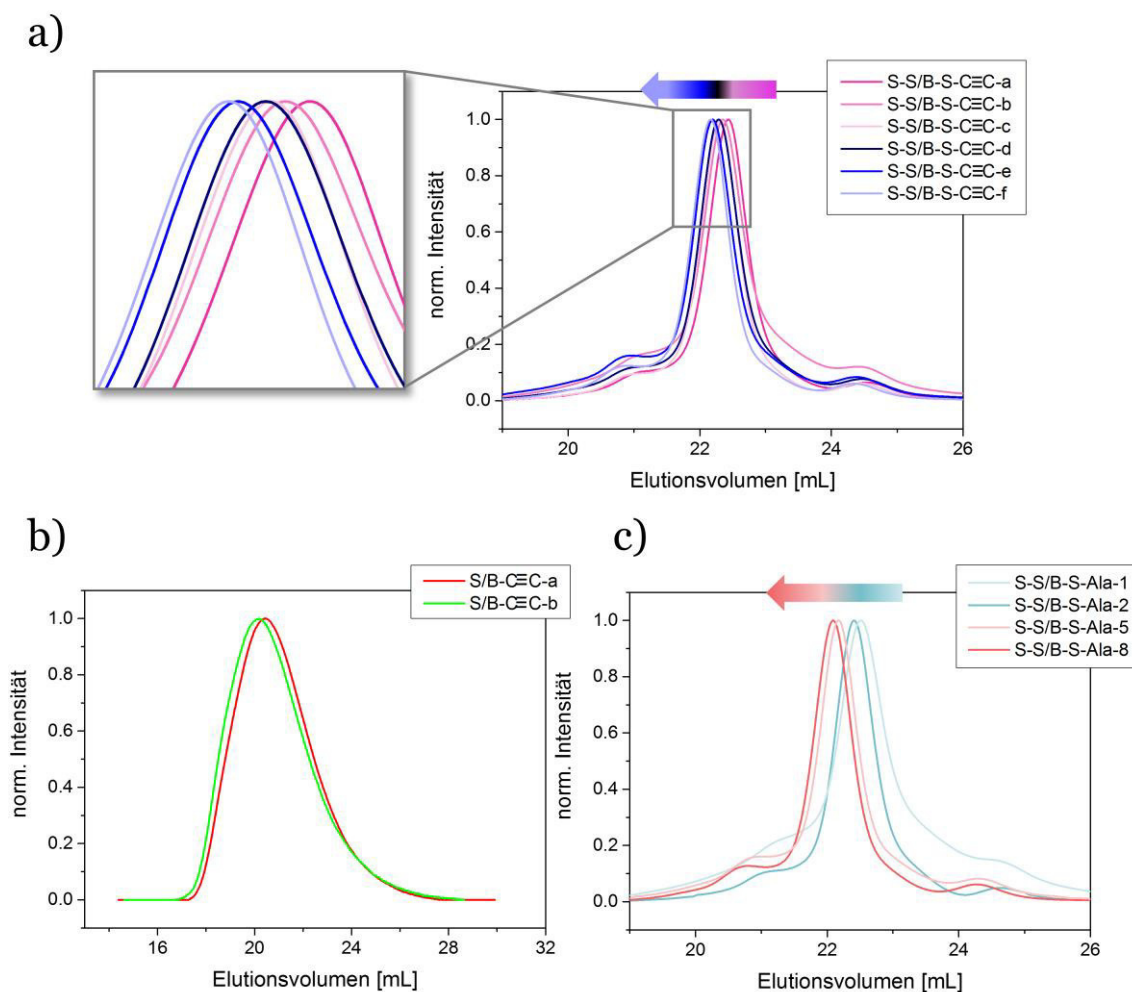 a)
S-S/B-S-C≡C-a
S-S/B-S-C≡C-b
S-S/B-S-C≡C-c
S-S/B-S-C≡C-d
S-S/B-S-C≡C-e
S-S/B-S-C≡C-f
norm. Intensität
1.0
0.8
0.6
0.4
0.2
0.0
20 22 24 26
Elutionsvolumen [mL]
b)
S/B-C≡C-a
S/B-C≡C-b
norm. Intensität
1.0
0.8
0.6
0.4
0.2
0.0
16 20 24 28 32
Elutionsvolumen [mL]
c)
S-S/B-S-Ala-1
S-S/B-S-Ala-2
S-S/B-S-Ala-5
S-S/B-S-Ala-8
norm. Intensität
1.0
0.8
0.6
0.4
0.2
0.0
20 22 24 26
Elutionsvolumen [mL]